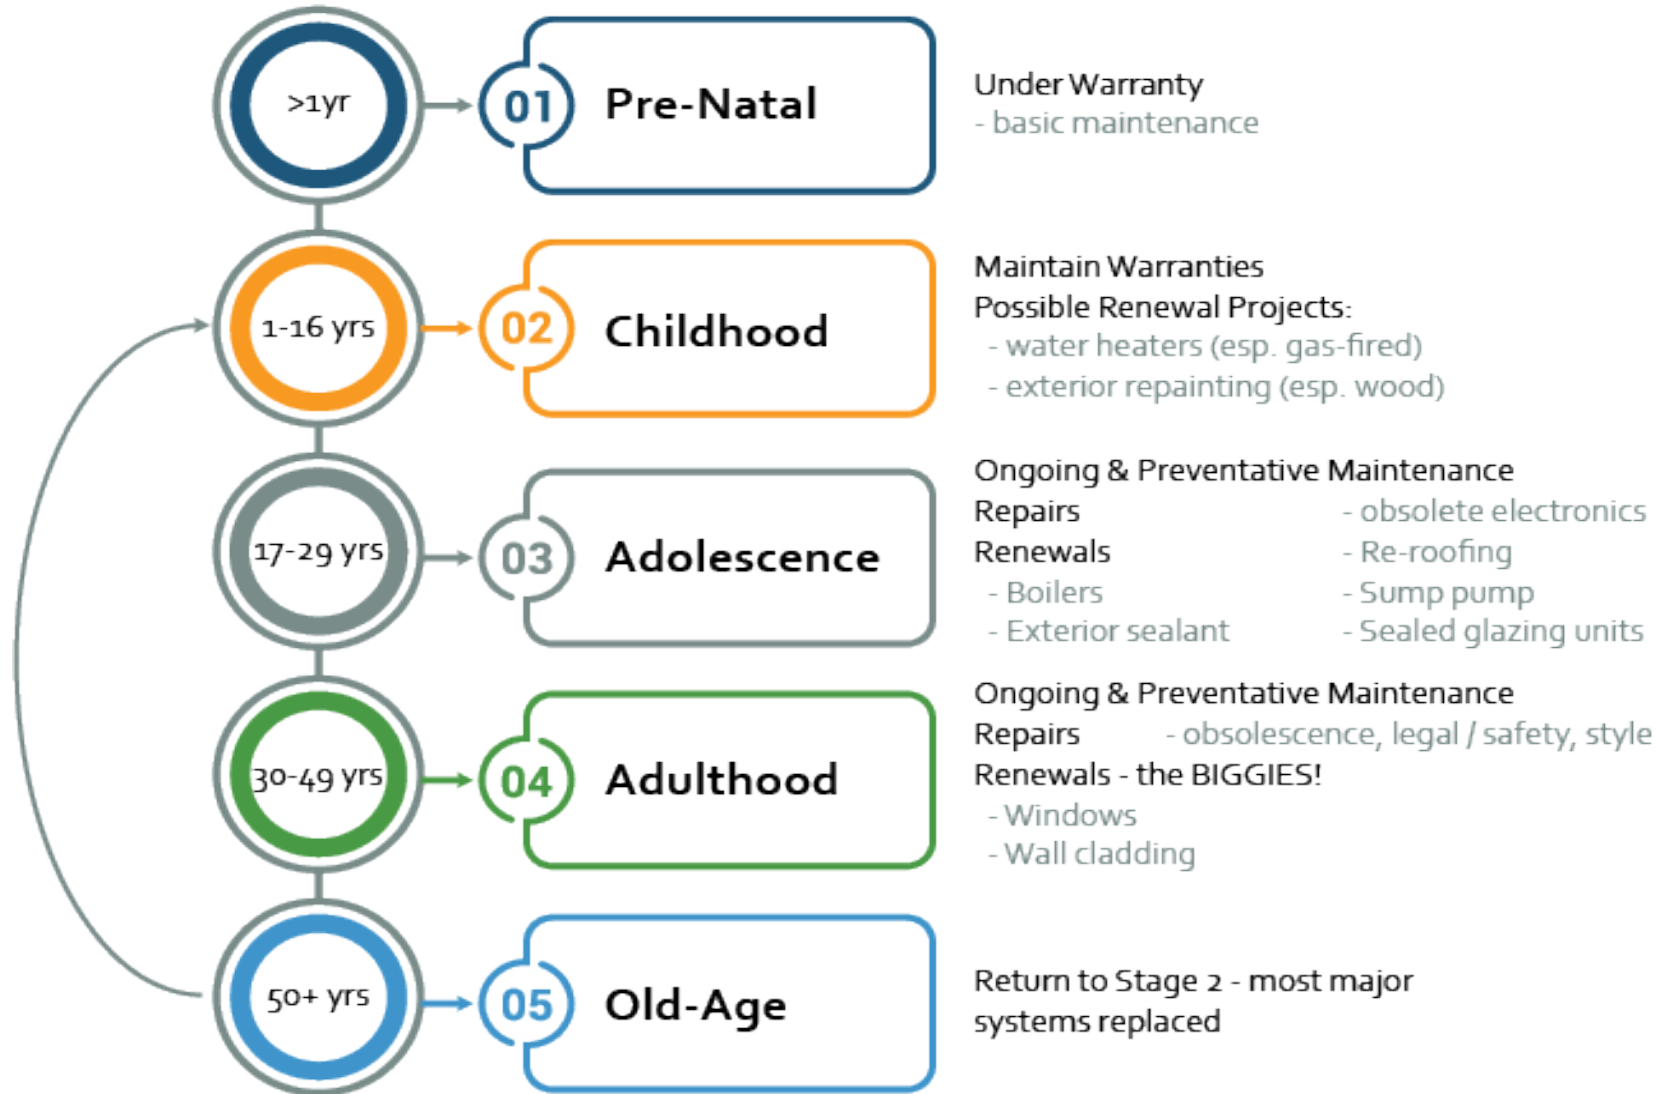 >1yr
01
Pre-Natal
Under Warranty
- basic maintenance
1-16 yrs
02
Childhood
Maintain Warranties
Possible Renewal Projects:
- water heaters (esp. gas-fired)
- exterior repainting (esp. wood)
17-29 yrs
03
Adolescence
Ongoing & Preventative Maintenance
Repairs
Renewals
- Boilers
- Exterior sealant
- obsolete electronics
- Re-roofing
- Sump pump
- Sealed glazing units
30-49 yrs
04
Adulthood
Ongoing & Preventative Maintenance
Repairs - obsolescence, legal / safety, style
Renewals - the BIGGIES!
- Windows
- Wall cladding
50+ yrs
05
Old-Age
Return to Stage 2 - most major
systems replaced